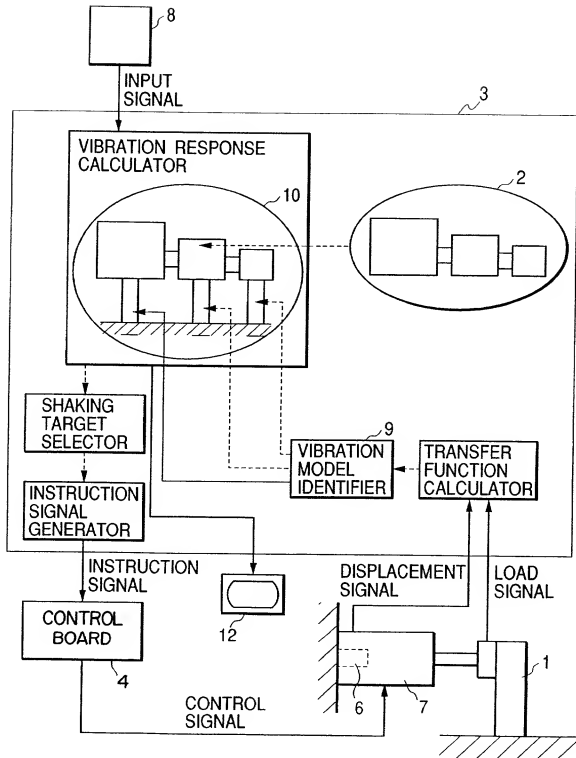 8
INPUT
SIGNAL
3
VIBRATION RESPONSE
CALCULATOR
10
2
SHAKING
TARGET
SELECTOR
9
VIBRATION
MODEL
IDENTIFIER
TRANSFER
FUNCTION
CALCULATOR
INSTRUCTION
SIGNAL
GENERATOR
INSTRUCTION
SIGNAL
DISPLACEMENT
SIGNAL
LOAD
SIGNAL
12
CONTROL
BOARD
4
6
7
1
CONTROL
SIGNAL